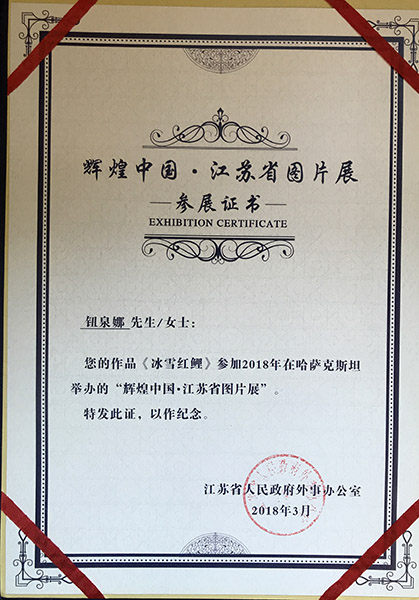 辉煌中国·江苏省图片展
参展证书
EXHIBITION CERTIFICATE
钮泉娜 先生/女士:
您的作品《冰雪红鲤》参加2018年在哈萨克斯坦
举办的“辉煌中国·江苏省图片展”。
特发此证，以作纪念。
江苏省人民政府外事办公室
2018年3月